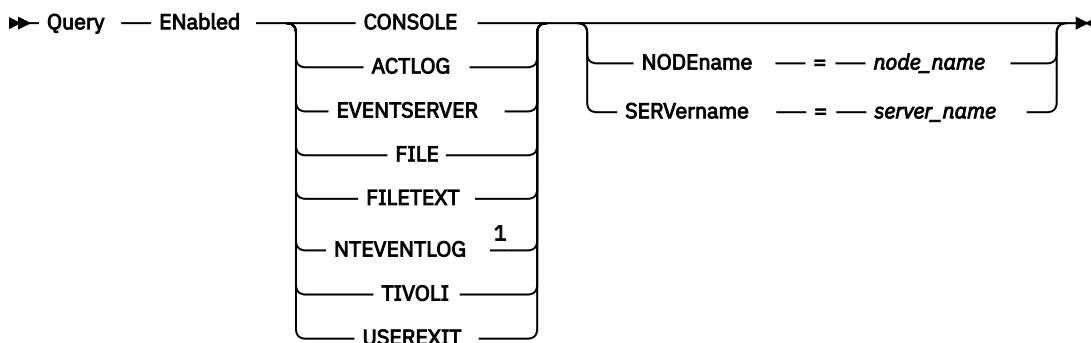 Query ENabled CONSOLE
ACTLOG
NODEname = node_name
EVENTSERVER
SERVername = server_name
FILE
FILETEXT
NTEVENTLOG 1
TIVOLI
USEREXIT